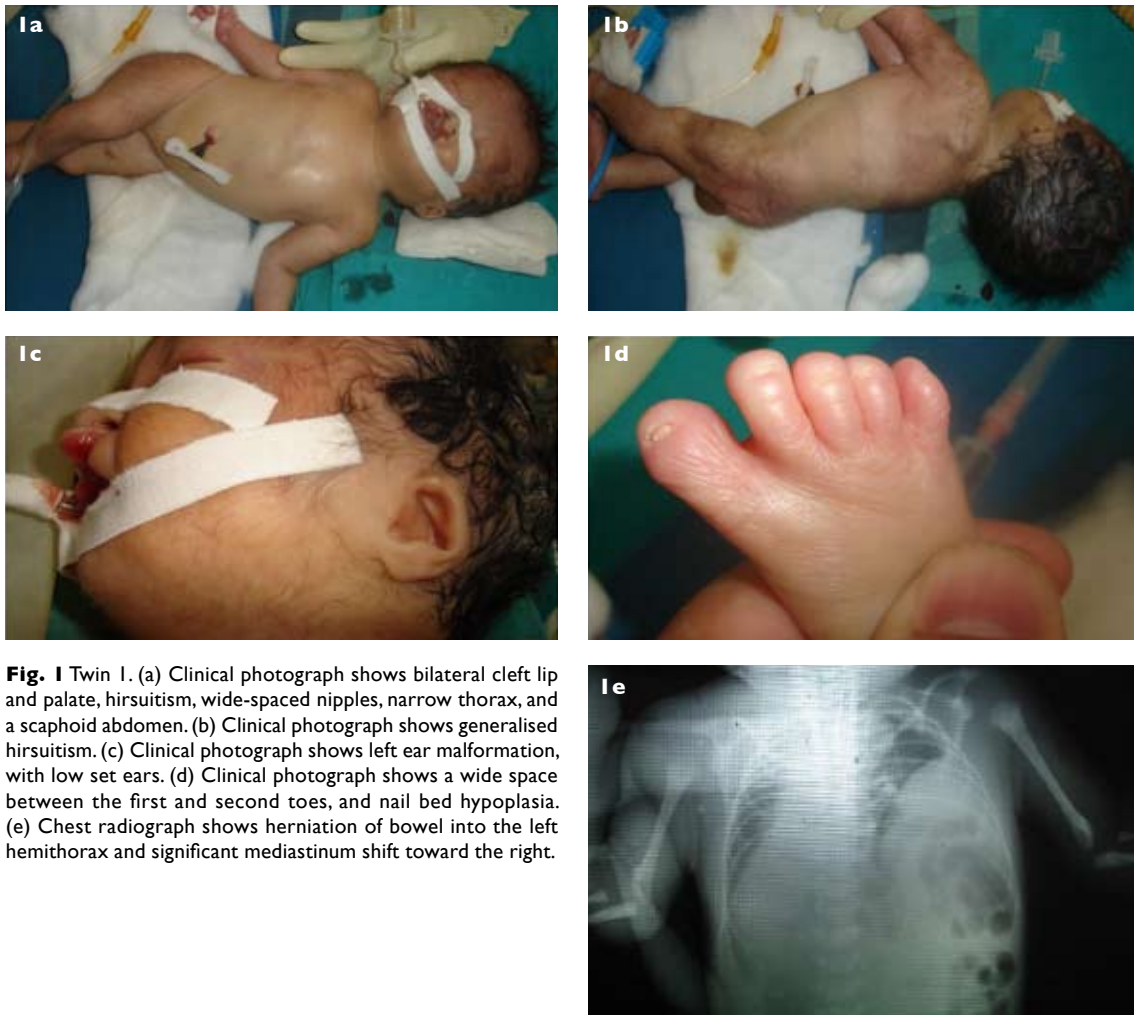 1a
1b
1c
1d
Fig. 1 Twin 1. (a) Clinical photograph shows bilateral cleft lip
and palate, hirsuitism, wide-spaced nipples, narrow thorax, and
a scaphoid abdomen. (b) Clinical photograph shows generalised
hirsuitism. (c) Clinical photograph shows left ear malformation,
with low set ears. (d) Clinical photograph shows a wide space
between the first and second toes, and nail bed hypoplasia.
(e) Chest radiograph shows herniation of bowel into the left
hemithorax and significant mediastinum shift toward the right.
1e